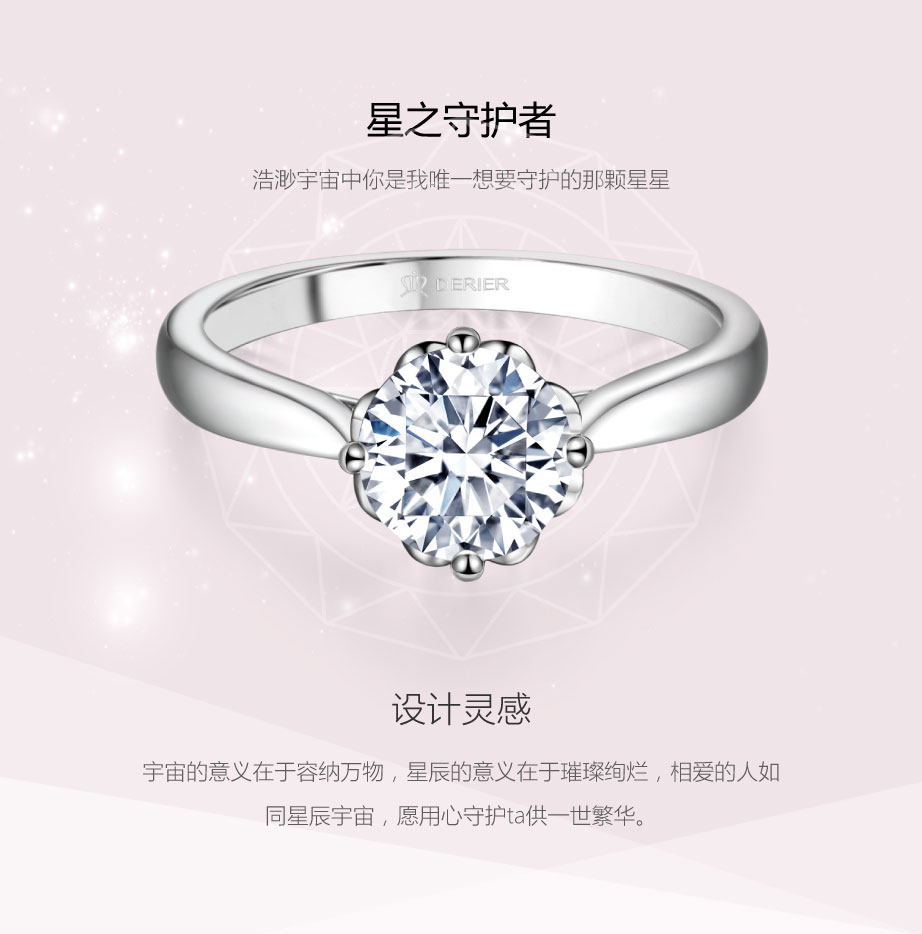 星之守护者
浩渺宇宙中你是我唯一想要守护的那颗星星
DERIER
设计灵感
宇宙的意义在于容纳万物，星辰的意义在于璀璨绚烂，相爱的人如
同星辰宇宙，愿用心守护ta供一世繁华。